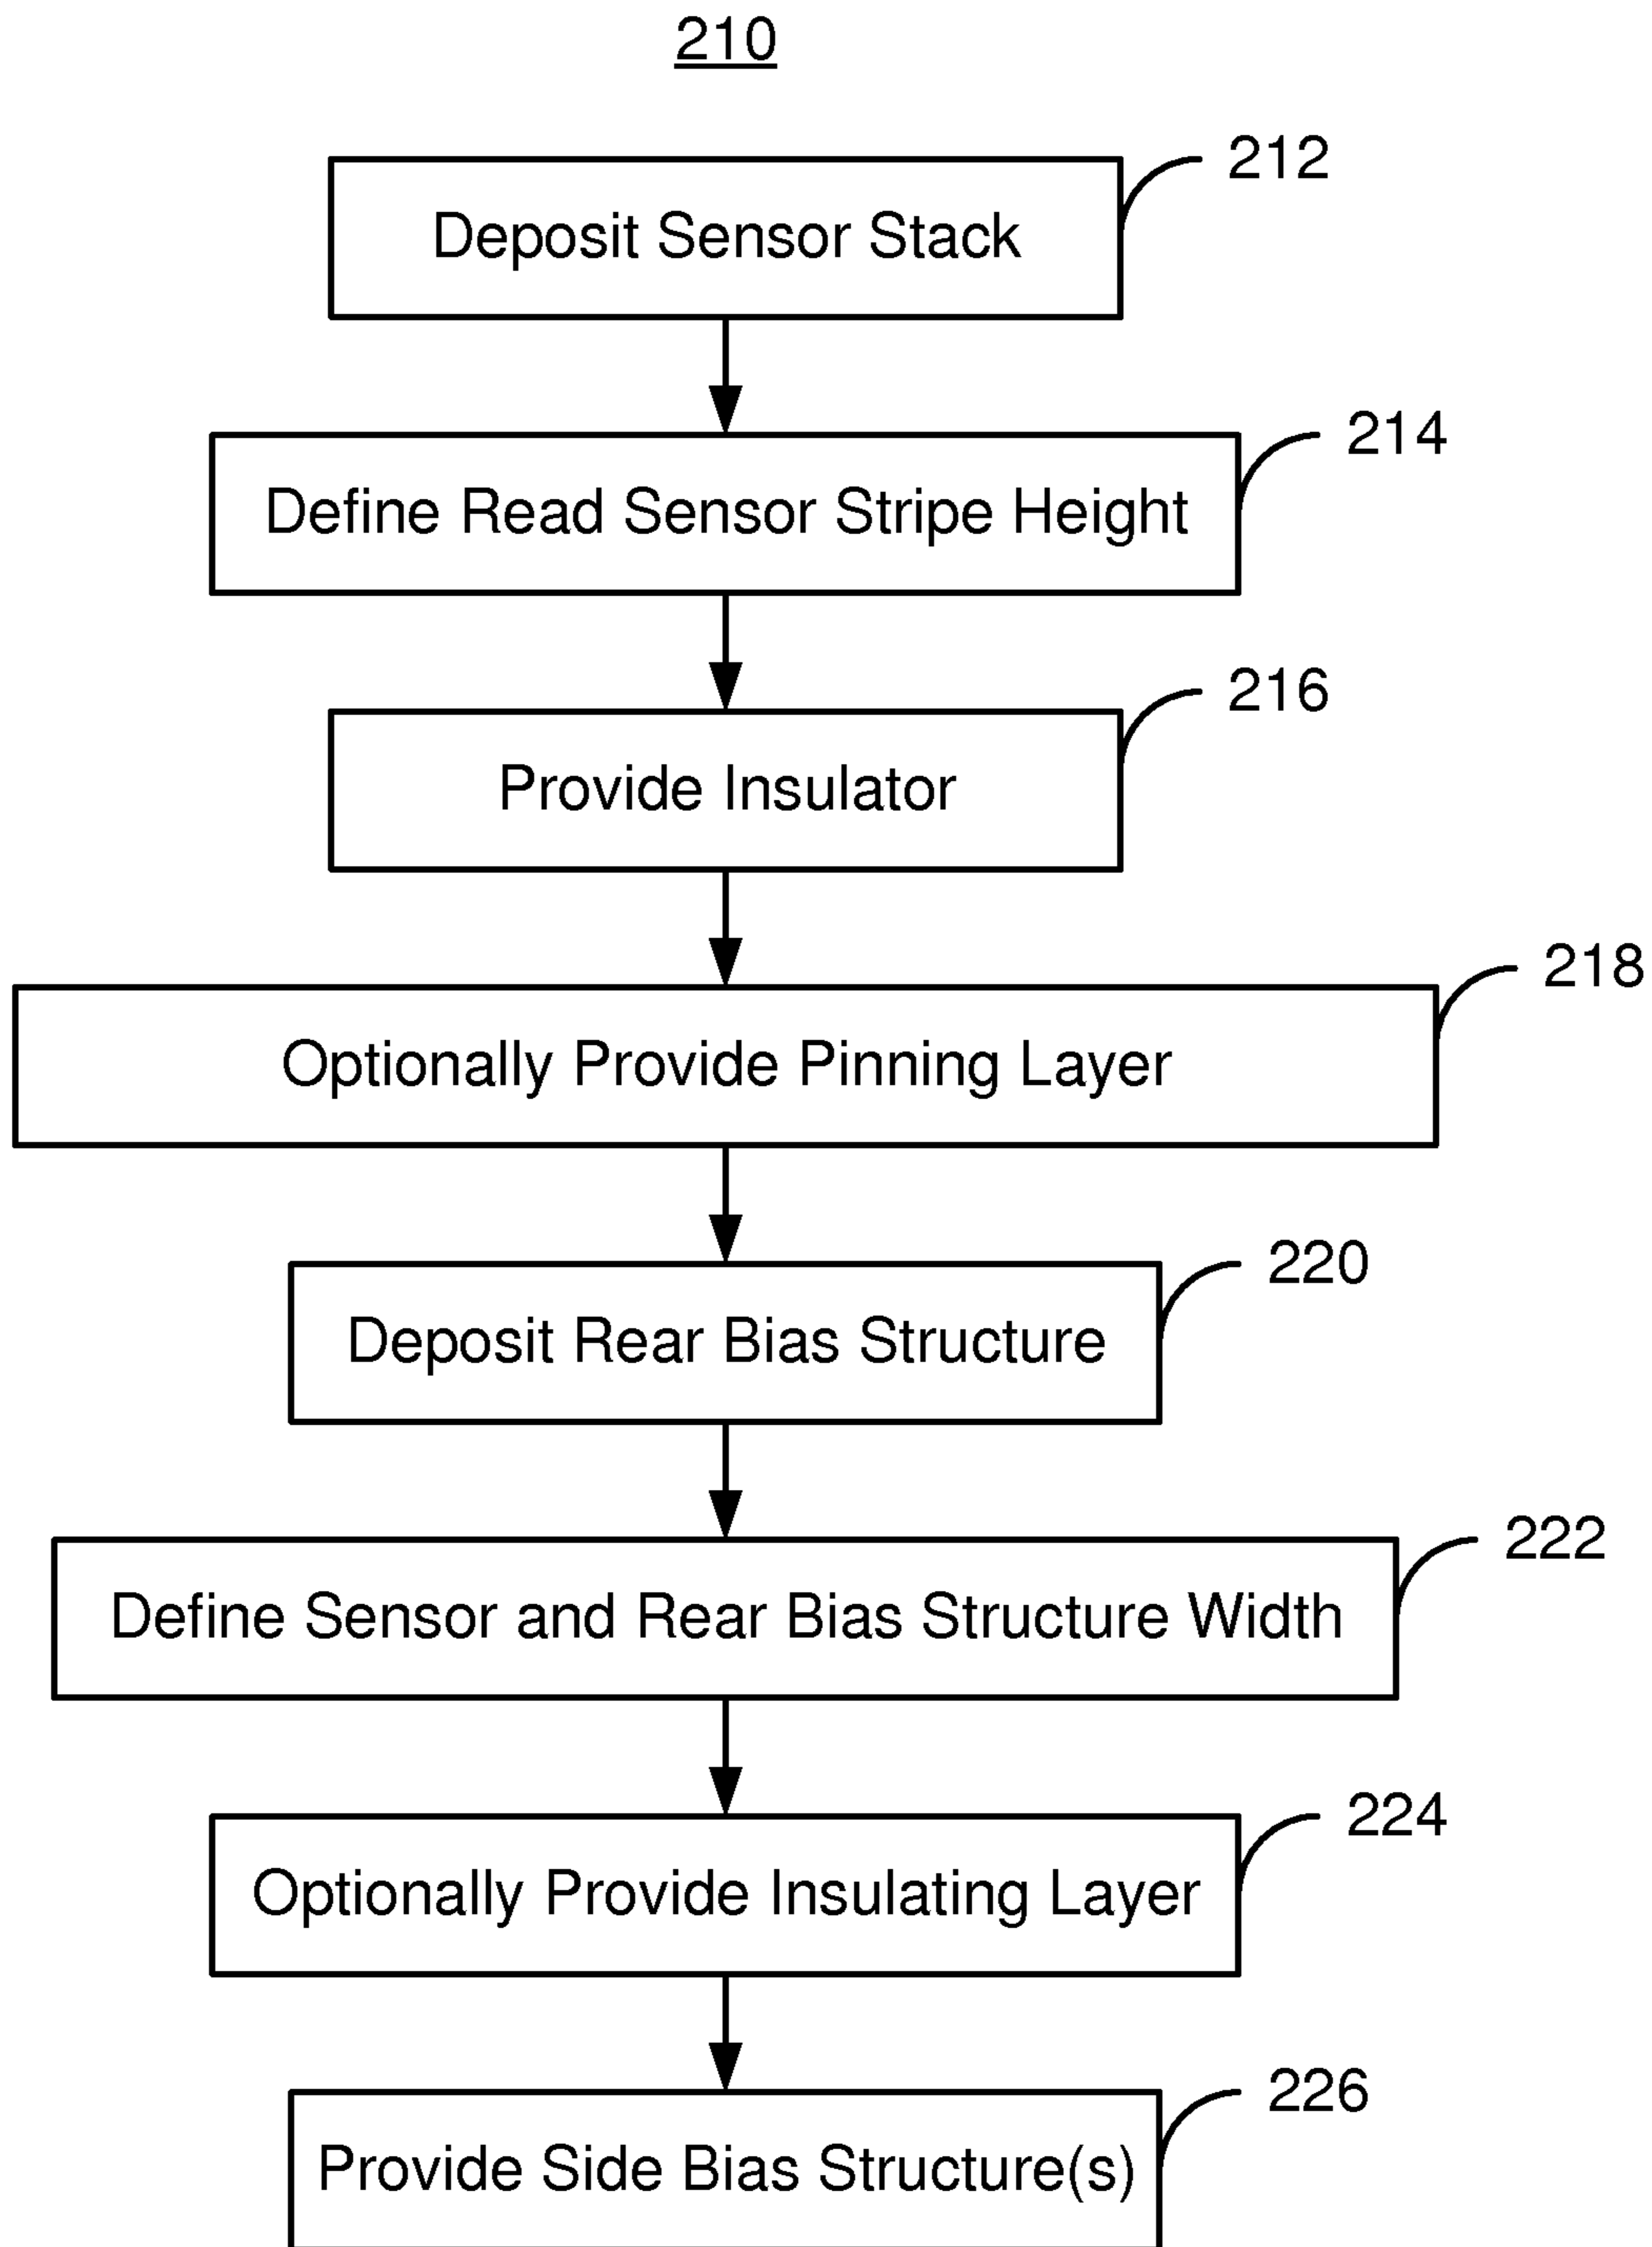 210
212
Deposit Sensor Stack
214
Define Read Sensor Stripe Height
216
Provide Insulator
218
Optionally Provide Pinning Layer
220
Deposit Rear Bias Structure
222
Define Sensor and Rear Bias Structure Width
224
Optionally Provide Insulating Layer
226
Provide Side Bias Structure(s)